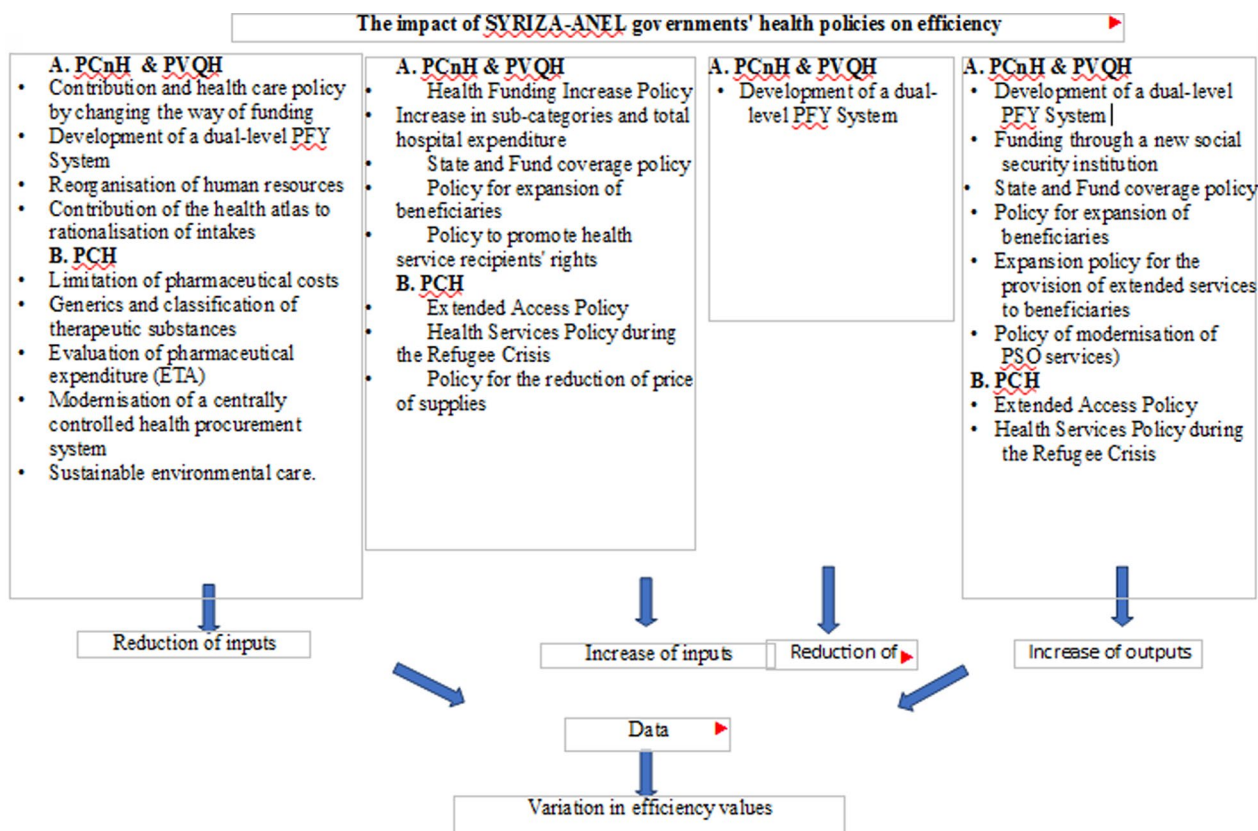 The impact of SYRIZA-ANEL governments' health policies on efficiency
A. PCnH & PVQH
• Contribution and health care policy
by changing the way of funding
• Development of a dual-level PFY
System
• Reorganisation of human resources
• Contribution of the health atlas to
rationalisation of intakes
B. PCH
• Limitation of pharmaceutical costs
• Generics and classification of
therapeutic substances
• Evaluation of pharmaceutical
expenditure (ETA)
• Modernisation of a centrally
controlled health procurement
system
• Sustainable environmental care.
A. PCnH & PVQH
• Health Funding Increase Policy
• Increase in sub-categories and total
hospital expenditure
• State and Fund coverage policy
• Policy for expansion of
beneficiaries
• Policy to promote health
service recipients' rights
B. PCH
• Extended Access Policy
• Health Services Policy during
the Refugee Crisis
• Policy for the reduction of price
of supplies
A. PCnH & PVQH
• Development of a dual-
level PFY System
A. PCnH & PVQH
• Development of a dual-level
PFY System
• Funding through a new social
security institution
• State and Fund coverage policy
• Policy for expansion of
beneficiaries
• Expansion policy for the
provision of extended services
to beneficiaries
• Policy of modernisation of
PSO services)
B. PCH
• Extended Access Policy
• Health Services Policy during
the Refugee Crisis
Reduction of inputs
Increase of inputs
Reduction of
Increase of outputs
Data
Variation in efficiency values